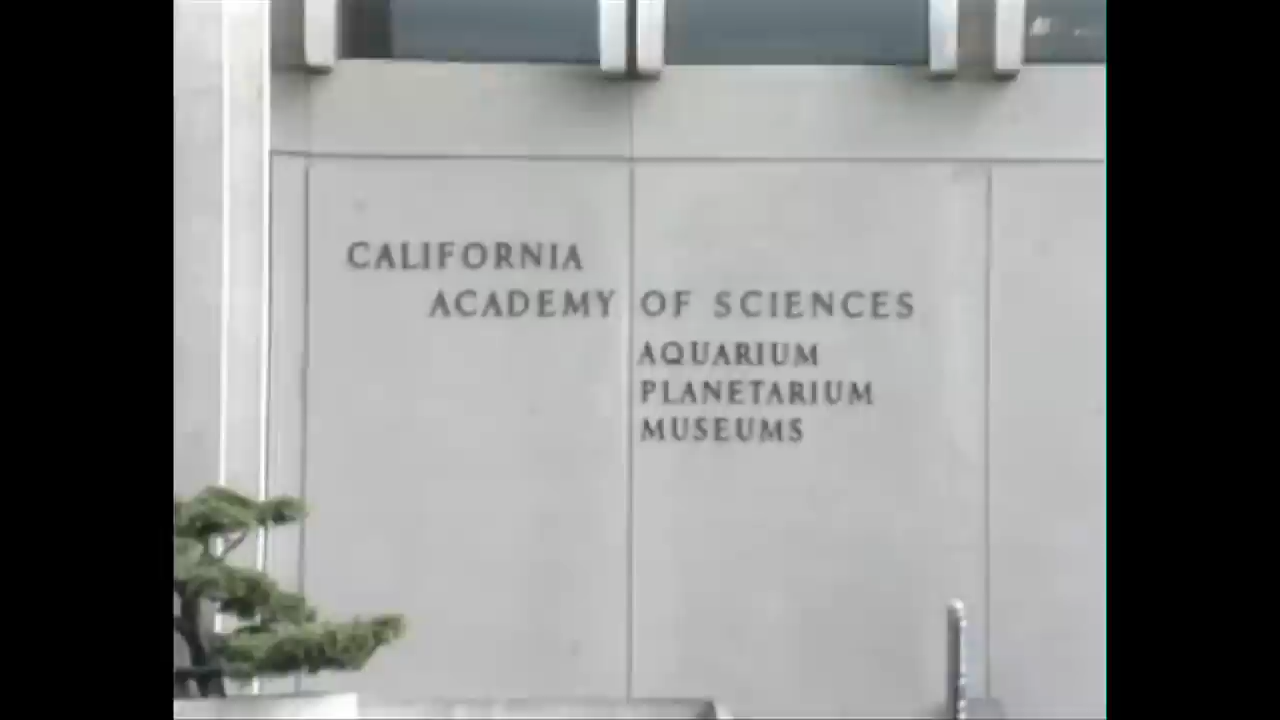 CALIFORNIA
ACADEMY OF SCIENCES
AQUARIUM
PLANETARIUM
MUSEUMS